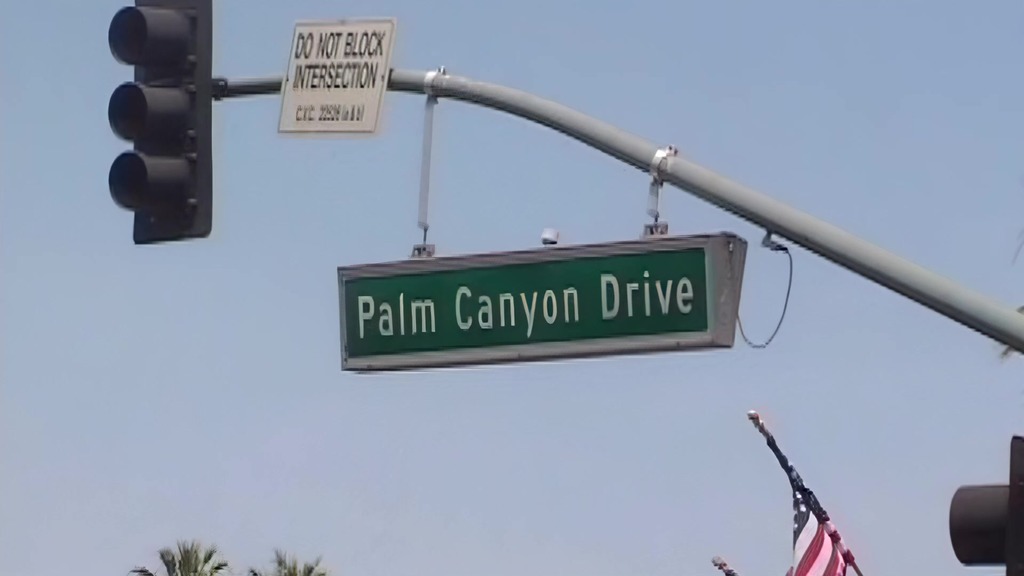 DO NOT BLOCK
INTERSECTION
C.V.C. 22526 (a & b)
Palm Canyon Drive